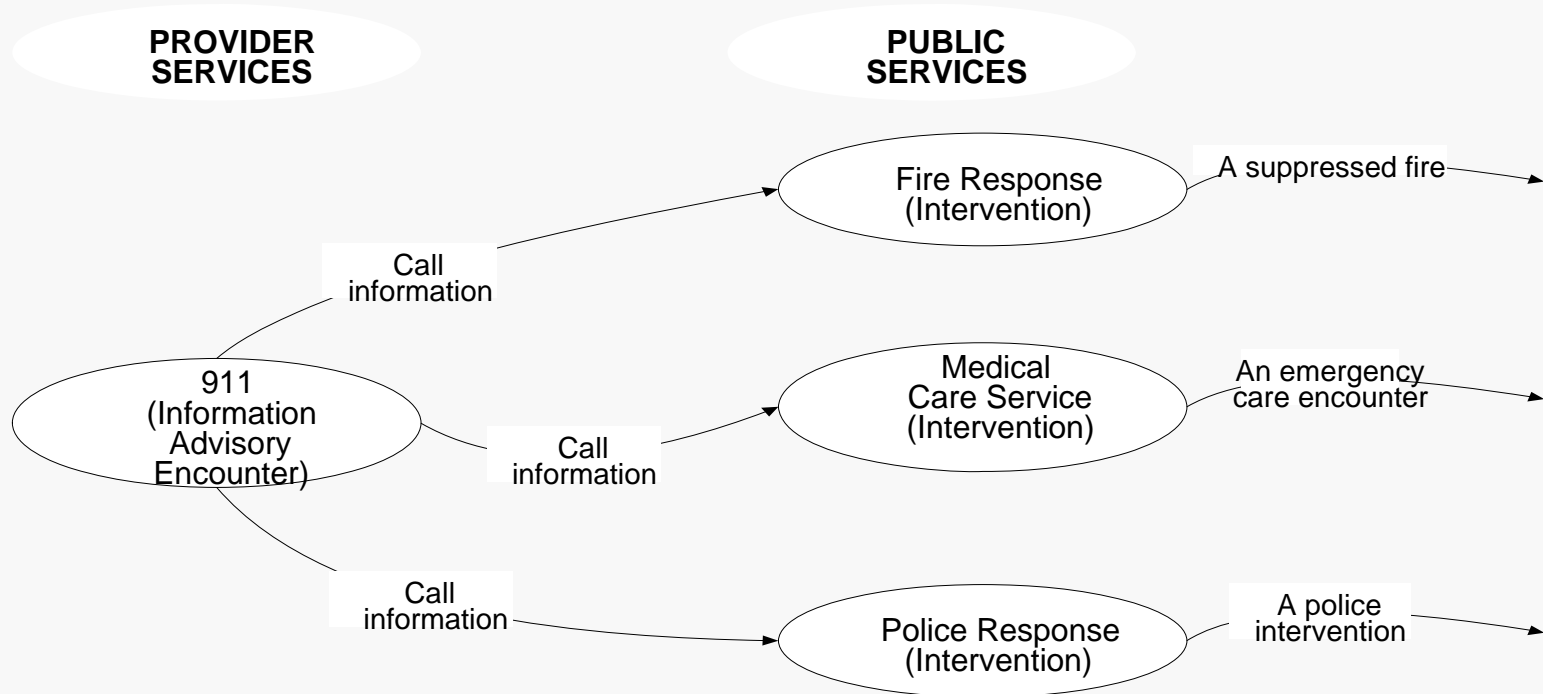 PROVIDER
SERVICES
PUBLIC
SERVICES
Fire Response
(Intervention)
A suppressed fire
Call
information
911
(Information
Advisory
Encounter)
Call
information
Medical
Care Service
(Intervention)
An emergency
care encounter
Call
information
Police Response
(Intervention)
A police
intervention